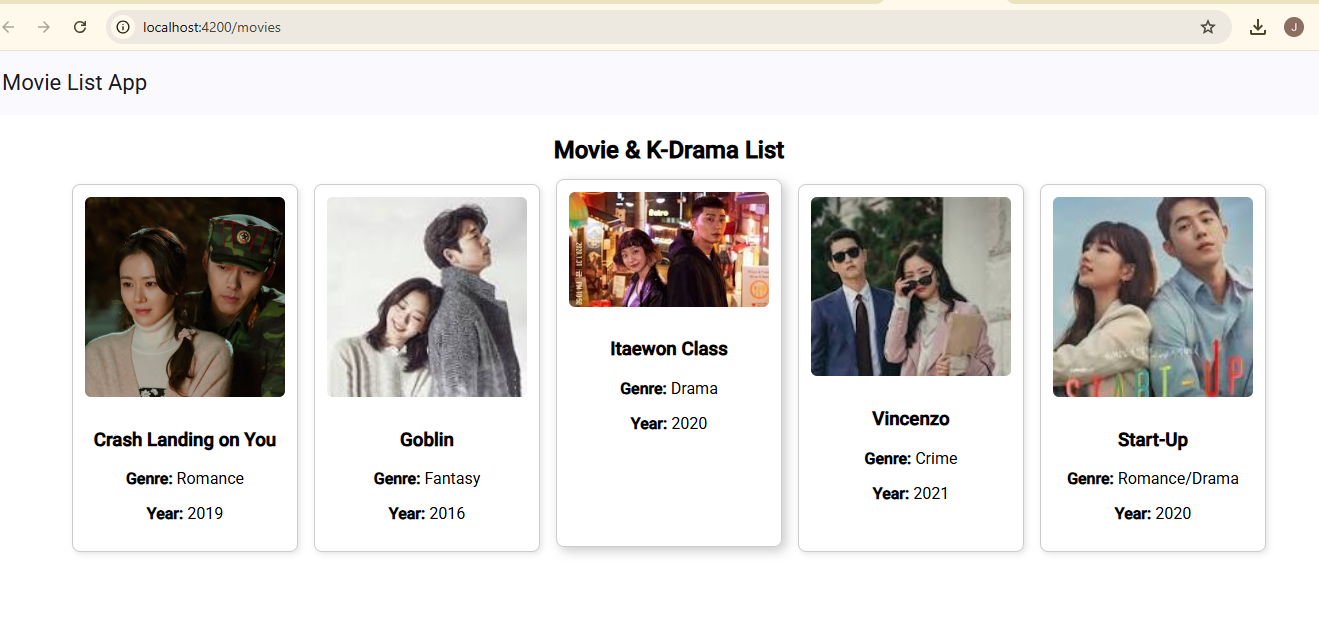 localhost:4200/movies
J
Movie List App
Movie & K-Drama List
Retro
START-UP
Crash Landing on You
Genre: Romance
Year: 2019
Goblin
Genre: Fantasy
Year: 2016
Itaewon Class
Genre: Drama
Year: 2020
Vincenzo
Genre: Crime
Year: 2021
Start-Up
Genre: Romance/Drama
Year: 2020